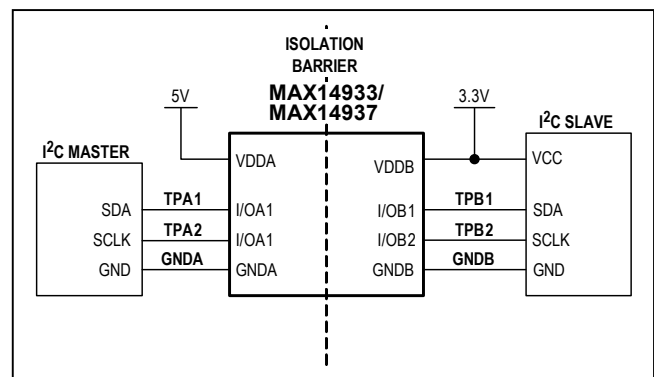 ISOLATION
BARRIER
MAX14933/
MAX14937
5V
3.3V
I²C MASTER
I²C SLAVE
VDDA
VDDB
VCC
SDA
TPA1
I/OA1
I/OB1
TPB1
SDA
SCLK
TPA2
I/OA1
I/OB2
TPB2
SCLK
GND
GNDA
GNDA
GNDB
GNDB
GND